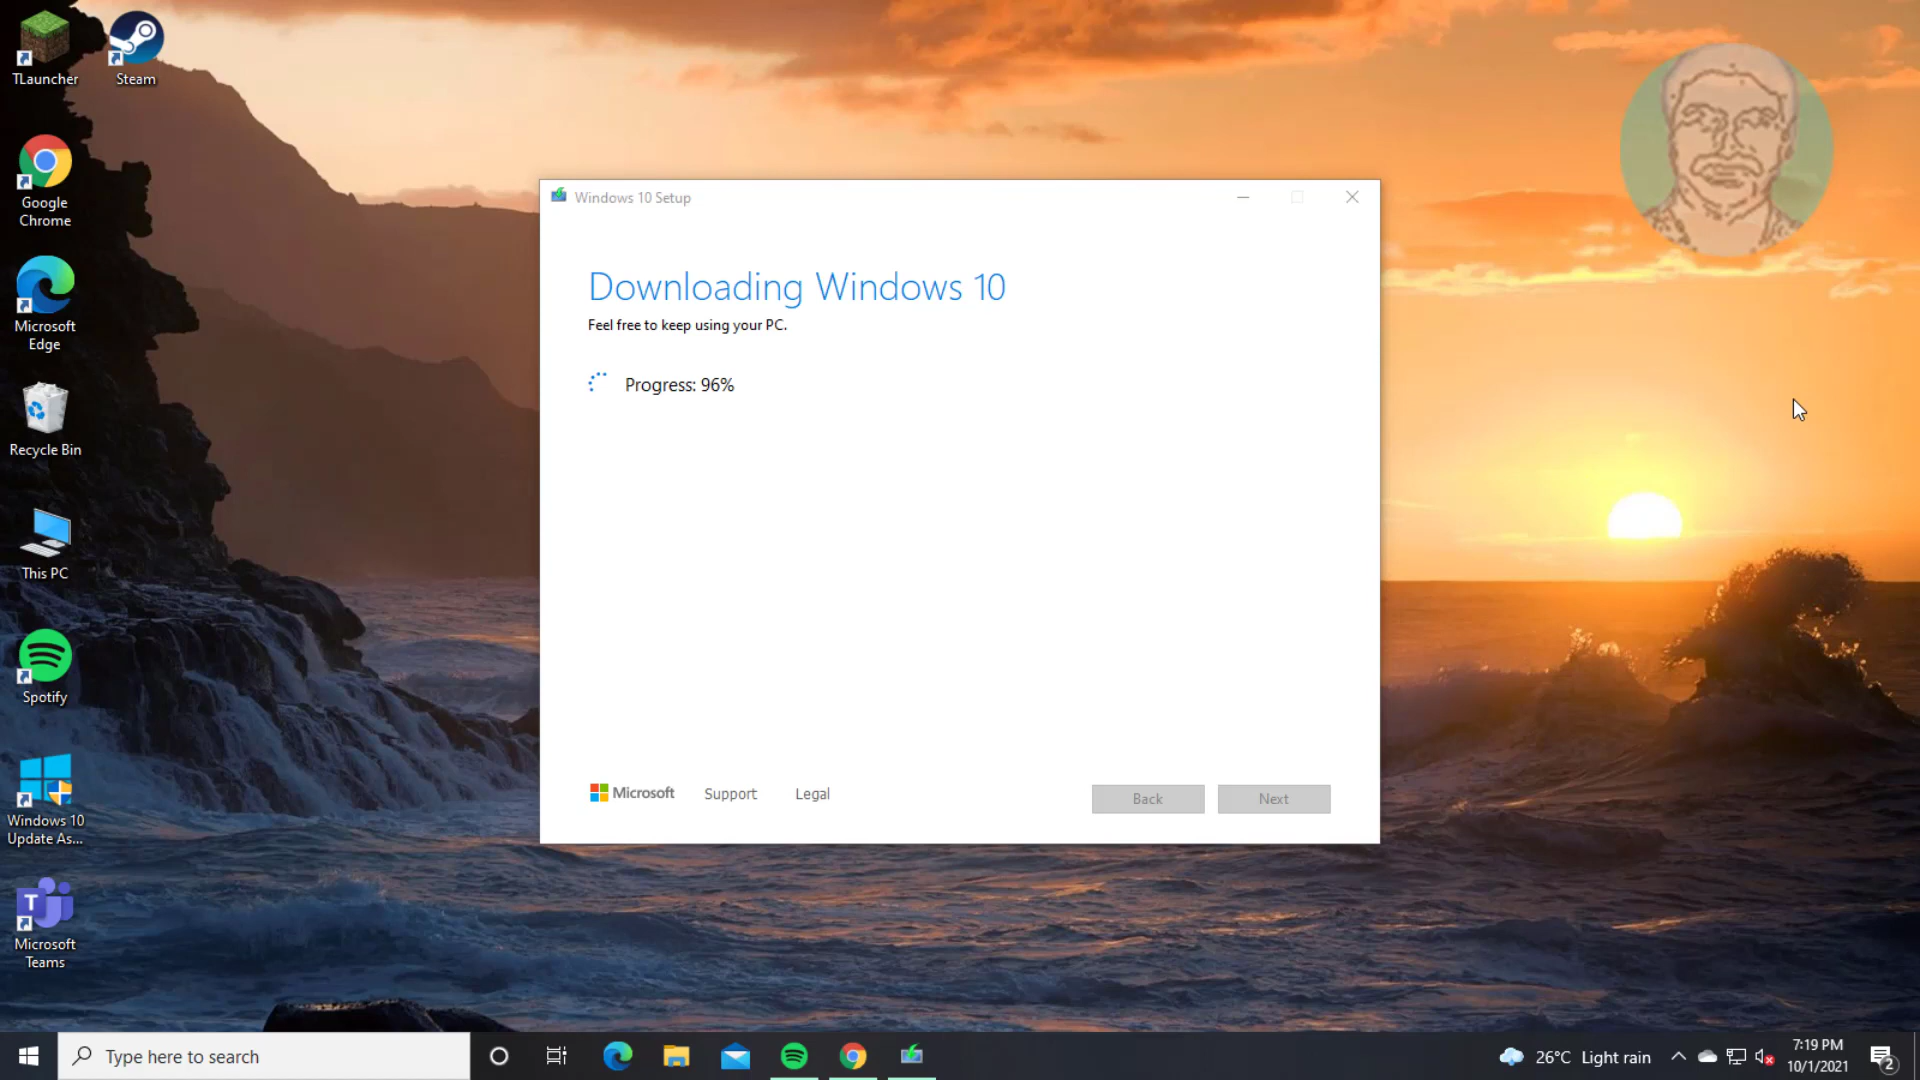 TLauncher
Steam
Google
Chrome
Microsoft
Edge
Recycle Bin
This PC
Spotify
Windows 10
Update As...
Microsoft
Teams
Windows 10 Setup
Downloading Windows 10
Feel free to keep using your PC.
Progress: 96%
Microsoft
Support
Legal
Back
Next
Type here to search
26°C Light rain
7:19 PM
10/1/2021
2